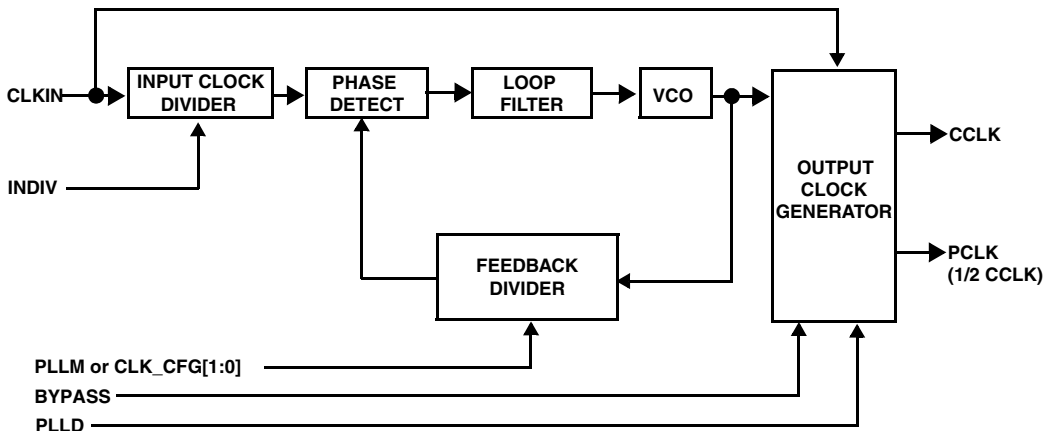 CLKIN
INPUT CLOCK
DIVIDER
PHASE
DETECT
LOOP
FILTER
VCO
OUTPUT
CLOCK
GENERATOR
CCLK
PCLK
(1/2 CCLK)
INDIV
FEEDBACK
DIVIDER
PLLM or CLK_CFG[1:0]
BYPASS
PLLD